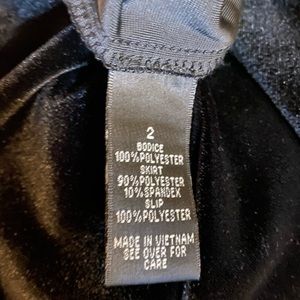 2
BODICE
100%POLYESTER
SKIRT
90%POLYESTER
10%SPANDEX
SLIP
100%POLYESTER
MADE IN VIETNAM
SEE OVER FOR
CARE